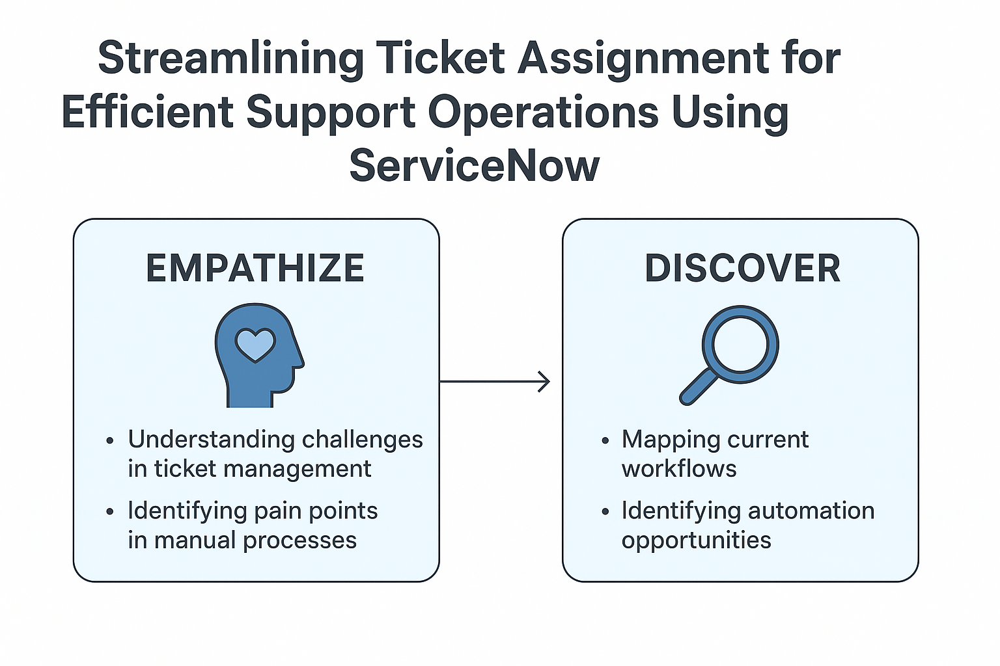 Streamlining Ticket Assignment for
Efficient Support Operations Using
ServiceNow
EMPATHIZE
• Understanding challenges
in ticket management
• Identifying pain points
in manual processes
DISCOVER
• Mapping current
workflows
• Identifying automation
opportunities